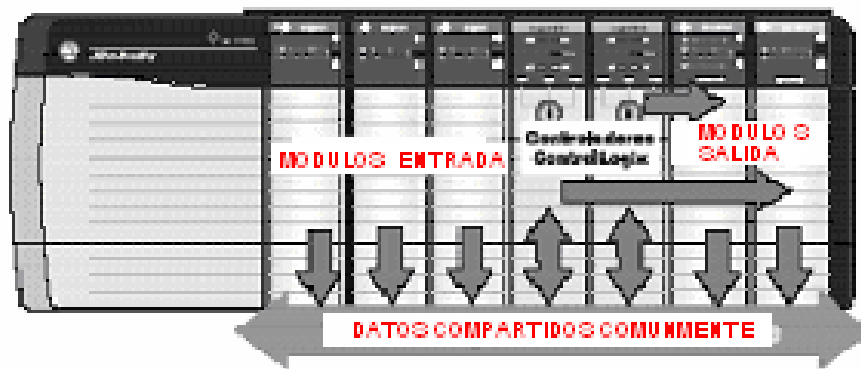 MODULOS ENTRADA
Controladores
ControlLogix
MODULOS
SALIDA
DATOS COMPARTIDOS COMUNMENTE